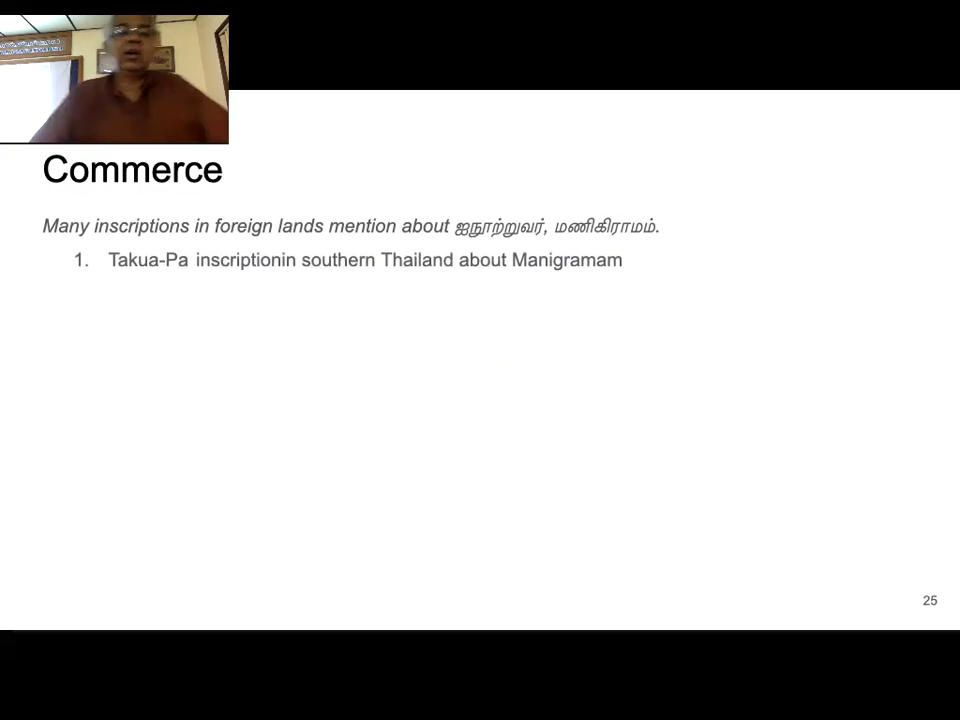 Commerce
Many inscriptions in foreign lands mention about ஐநூற்றுவர், மணிகிராமம்.
1. Takua-Pa inscriptionin southern Thailand about Manigramam
25